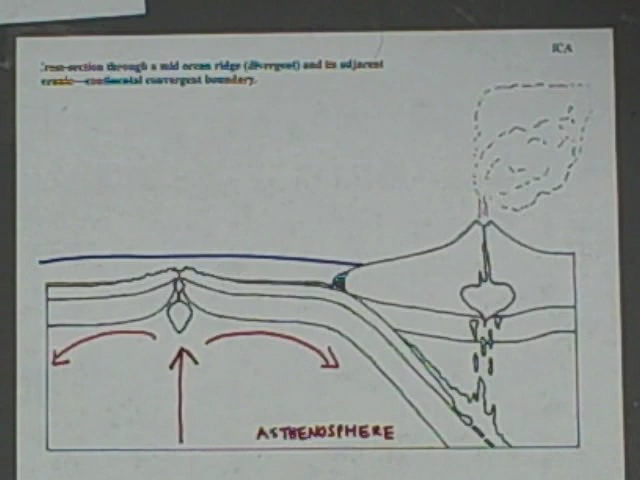 ICA
ross-section through a mid ocean ridge (divergent) and its adjacent
oceanic—continental convergent boundary.
ASTHENOSPHERE